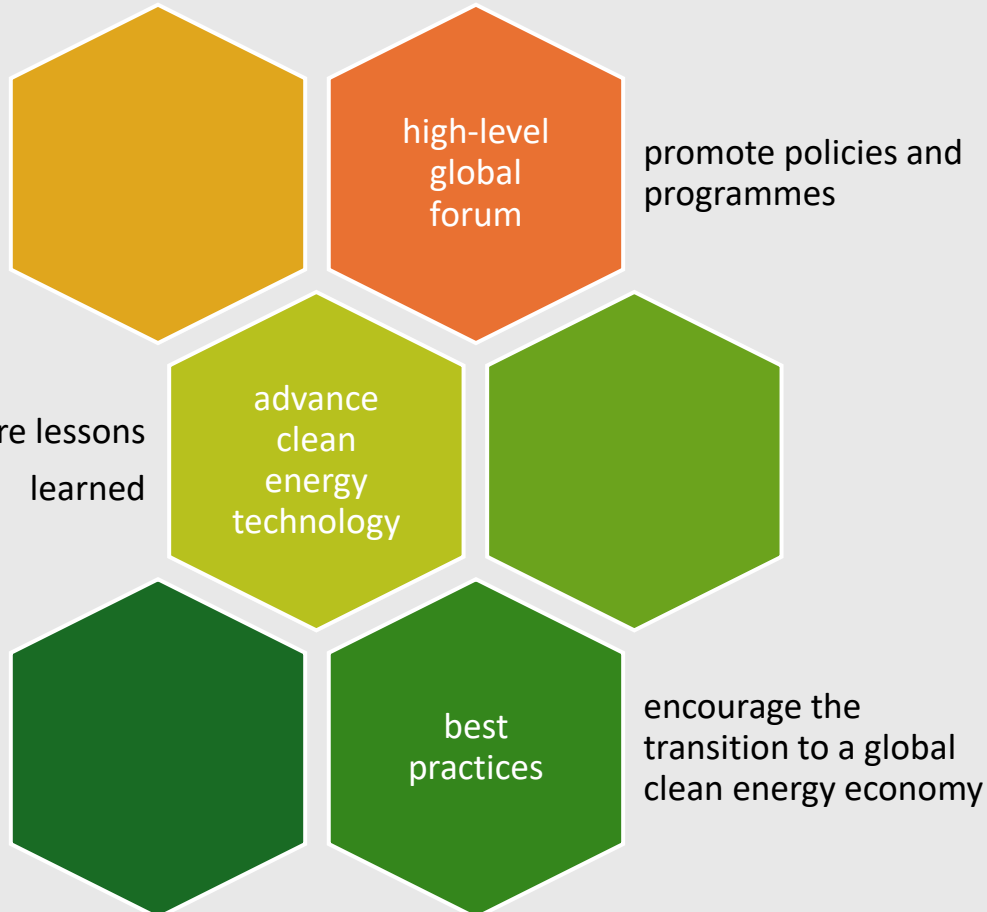 high-level
global
forum
promote policies and
programmes
re lessons
learned
advance
clean
energy
technology
best
practices
encourage the
transition to a global
clean energy economy